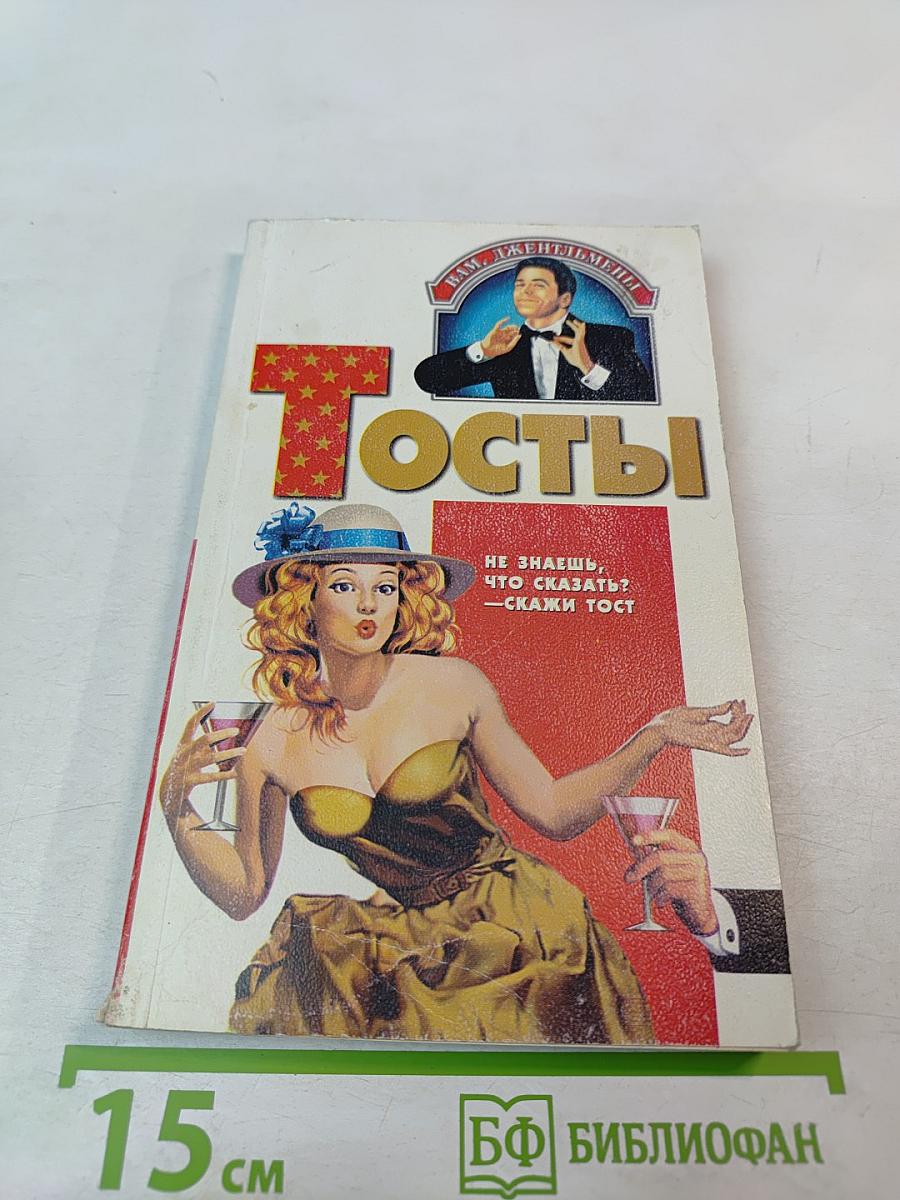 ВАМ, ДЖЕНТЛЬМЕНЫ
ТОСТЫ
НЕ ЗНАЕШЬ,
ЧТО СКАЗАТЬ?
—СКАЖИ ТОСТ
15 см
БФ БИБЛИОФАН